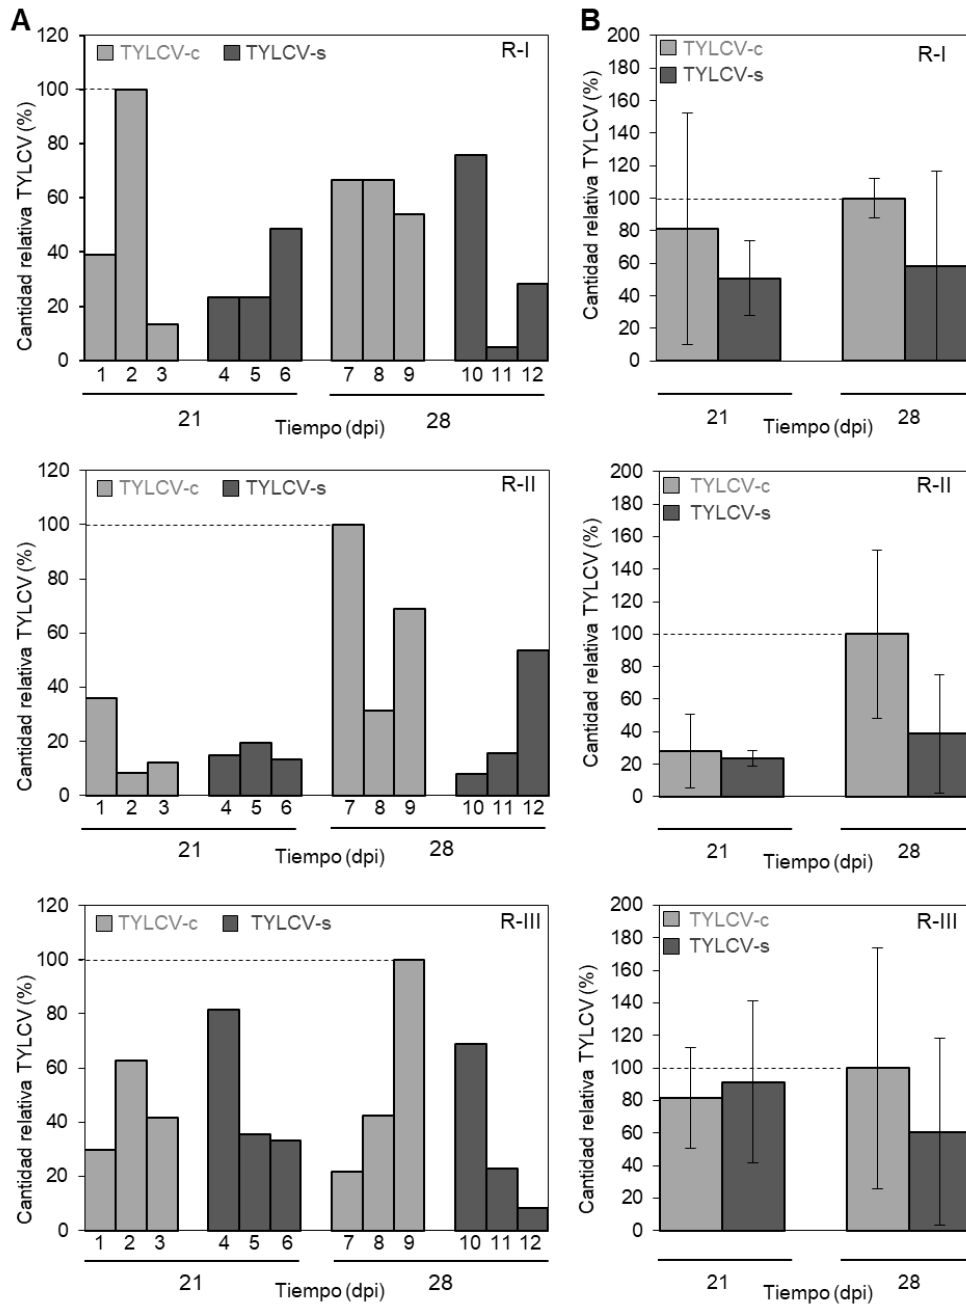 A
Cantidad relativa TYLCV (%)
120
100
80
60
40
20
0
TYLCV-c TYLCV-s R-I
1 2 3 4 5 6 7 8 9 10 11 12
21 Tiempo (dpi) 28
B
Cantidad relativa TYLCV (%)
200
180
160
140
120
100
80
60
40
20
0
TYLCV-c R-I
TYLCV-s
21 Tiempo (dpi) 28
Cantidad relativa TYLCV (%)
120
100
80
60
40
20
0
TYLCV-c TYLCV-s R-II
1 2 3 4 5 6 7 8 9 10 11 12
21 Tiempo (dpi) 28
Cantidad relativa TYLCV (%)
200
180
160
140
120
100
80
60
40
20
0
TYLCV-c R-II
TYLCV-s
21 Tiempo (dpi) 28
Cantidad relativa TYLCV (%)
120
100
80
60
40
20
0
TYLCV-c TYLCV-s R-III
1 2 3 4 5 6 7 8 9 10 11 12
21 Tiempo (dpi) 28
Cantidad relativa TYLCV (%)
200
180
160
140
120
100
80
60
40
20
0
TYLCV-c R-III
TYLCV-s
21 Tiempo (dpi) 28